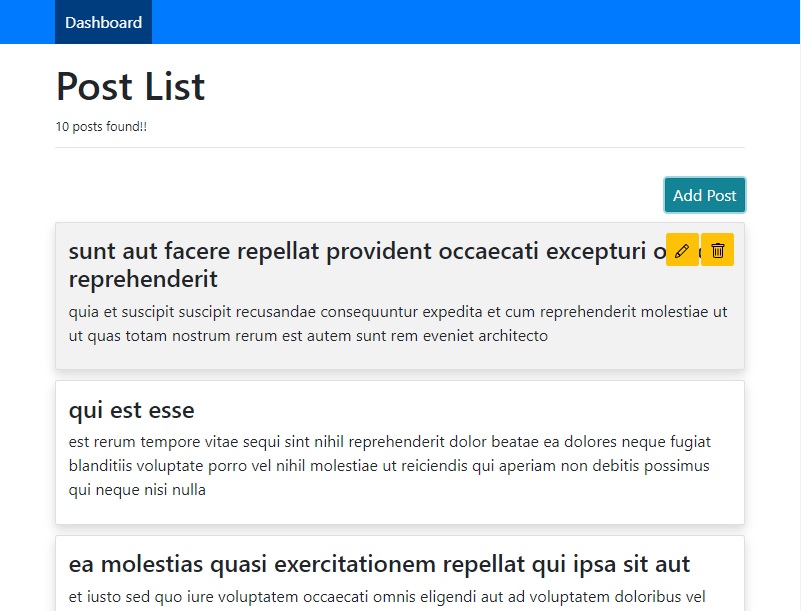 Dashboard
Post List
10 posts found!!
Add Post
sunt aut facere repellat provident occaecati excepturi
reprehenderit
quia et suscipit suscipit recusandae consequuntur expedita et cum reprehenderit molestiae ut
ut quas totam nostrum rerum est autem sunt rem eveniet architecto
qui est esse
est rerum tempore vitae sequi sint nihil reprehenderit dolor beatae ea dolores neque fugiat
blanditiis voluptate porro vel nihil molestiae ut reiciendis qui aperiam non debitis possimus
qui neque nisi nulla
ea molestias quasi exercitationem repellat qui ipsa sit aut
et iusto sed quo iure voluptatem occaecati omnis eligendi aut ad voluptatem doloribus vel